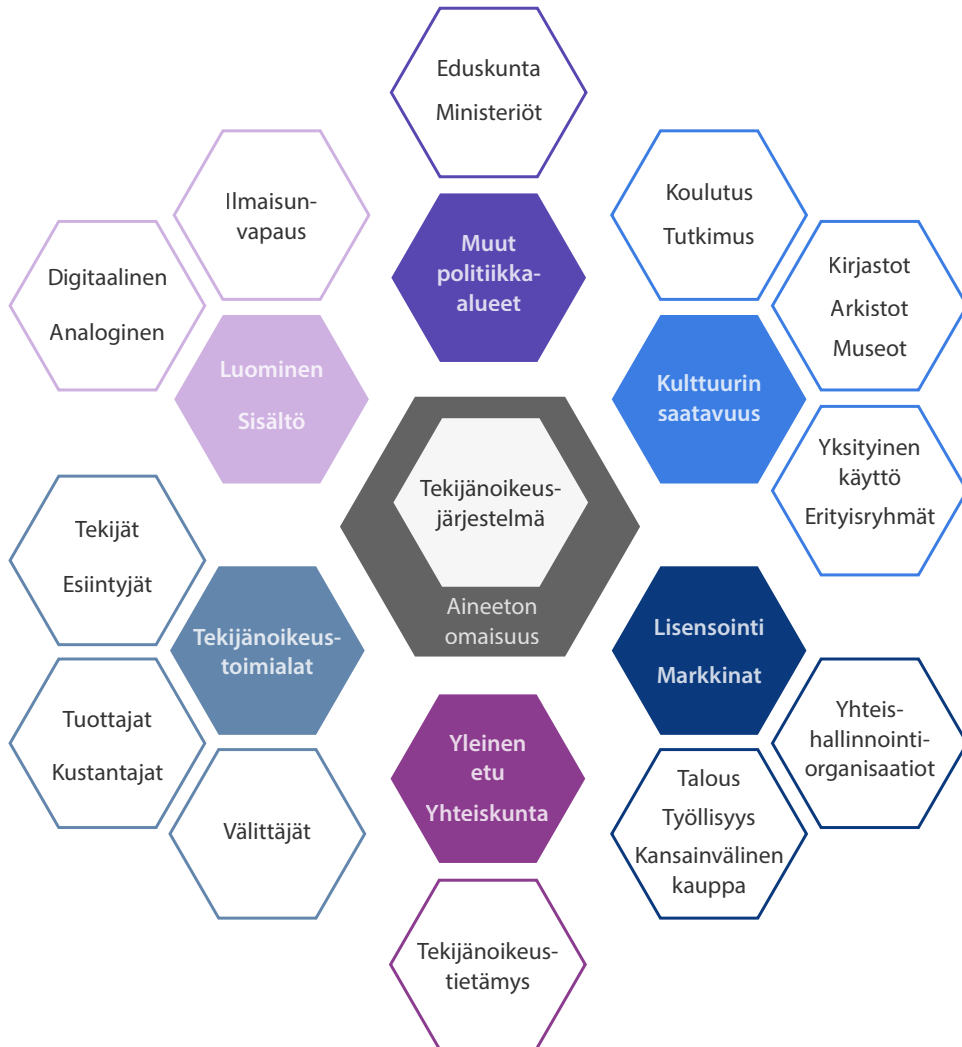 Eduskunta
Ministeriöt
Muut
politiikka-
alueet
Ilmaisun-
vapaus
Digitaalinen
Analoginen
Luominen
Sisältö
Koulutus
Tutkimus
Kirjastot
Arkistot
Museot
Kulttuurin
saatavuus
Yksityinen
käyttö
Erityisryhmät
Tekijänoikeus-
järjestelmä
Aineeton
omaisuus
Tekijät
Esiintyjät
Tekijänoikeus-
toimialat
Tuottajat
Kustantajat
Välittäjät
Lisensointi
Markkinat
Yhteis-
hallinnointi-
organisaatiot
Talous
Työllisyys
Kansainvälinen
kauppa
Yleinen
etu
Yhteiskunta
Tekijänoikeus-
tietämys